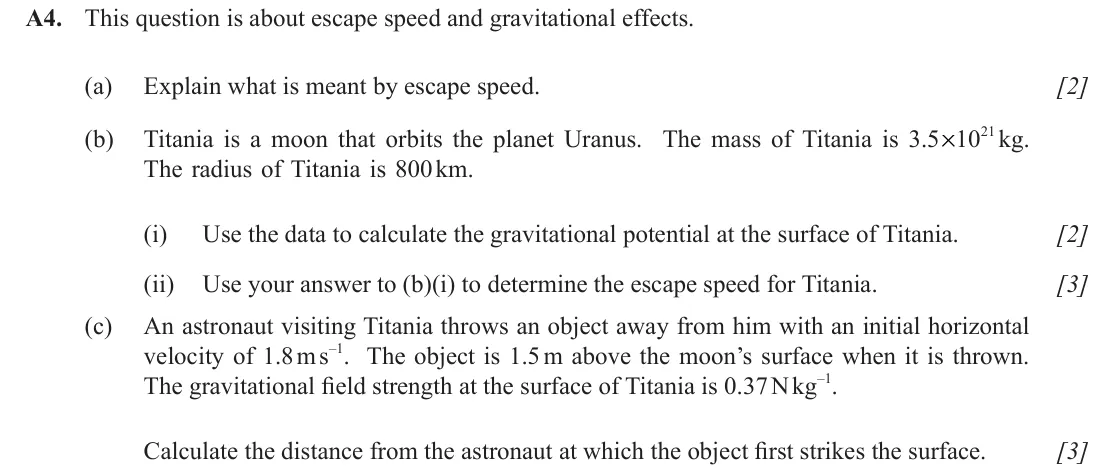 A4. This question is about escape speed and gravitational effects.
(a) Explain what is meant by escape speed. [2]
(b) Titania is a moon that orbits the planet Uranus. The mass of Titania is 3.5×10²¹ kg.
The radius of Titania is 800 km.
(i) Use the data to calculate the gravitational potential at the surface of Titania. [2]
(ii) Use your answer to (b)(i) to determine the escape speed for Titania. [3]
(c) An astronaut visiting Titania throws an object away from him with an initial horizontal
velocity of 1.8 m s⁻¹. The object is 1.5 m above the moon's surface when it is thrown.
The gravitational field strength at the surface of Titania is 0.37 N kg⁻¹.
Calculate the distance from the astronaut at which the object first strikes the surface. [3]